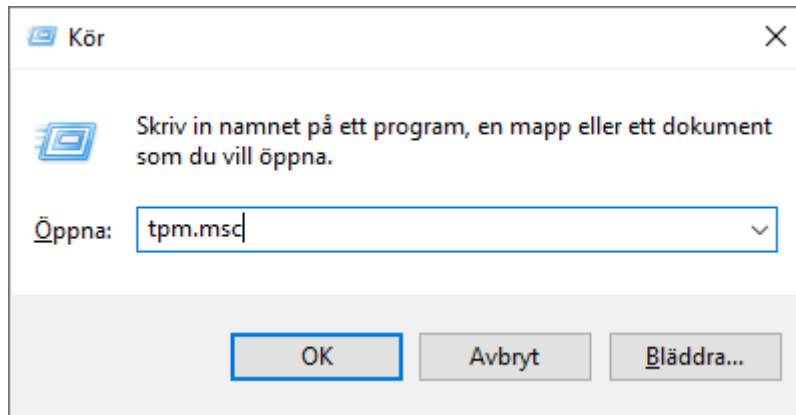 Kör
Skriv in namnet på ett program, en mapp eller ett dokument
som du vill öppna.
Öppna: tpm.msc
OK Avbryt Bläddra...